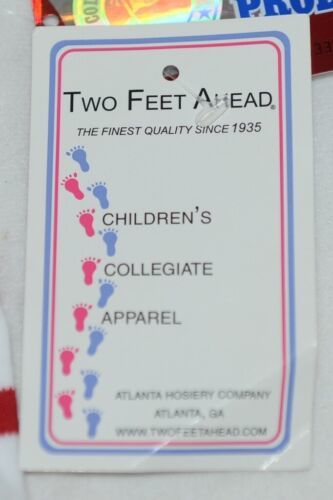 PROD
TWO FEET AHEAD®
THE FINEST QUALITY SINCE 1935
CHILDREN'S
COLLEGIATE
APPAREL
ATLANTA HOSIERY COMPANY
ATLANTA, GA
WWW.TWOFEETAHEAD.COM